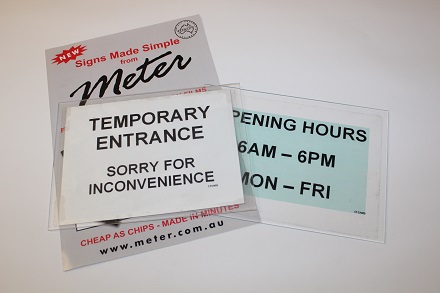 NEW
Signs Made Simple
from
Meter
TEMPORARY
ENTRANCE
SORRY FOR
INCONVENIENCE
PENING HOURS
6AM – 6PM
MON – FRI
CHEAP AS CHIPS - MADE IN MINUTES
www.meter.com.au